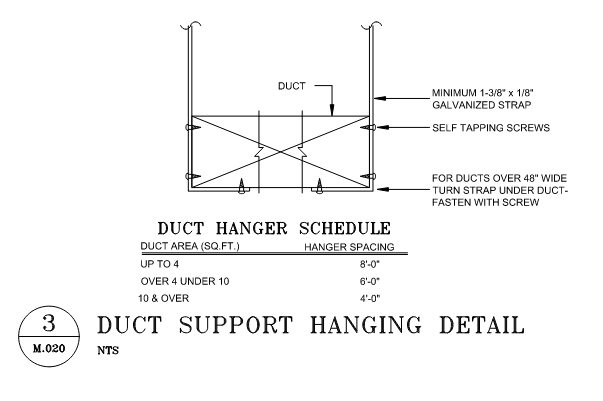 DUCT
MINIMUM 1-3/8" x 1/8"
GALVANIZED STRAP
SELF TAPPING SCREWS
FOR DUCTS OVER 48" WIDE
TURN STRAP UNDER DUCT-
FASTEN WITH SCREW
DUCT HANGER SCHEDULE
DUCT AREA (SQ.FT.) HANGER SPACING
UP TO 4 8'-0"
OVER 4 UNDER 10 6'-0"
10 & OVER 4'-0"
3
M.020
DUCT SUPPORT HANGING DETAIL
NTS